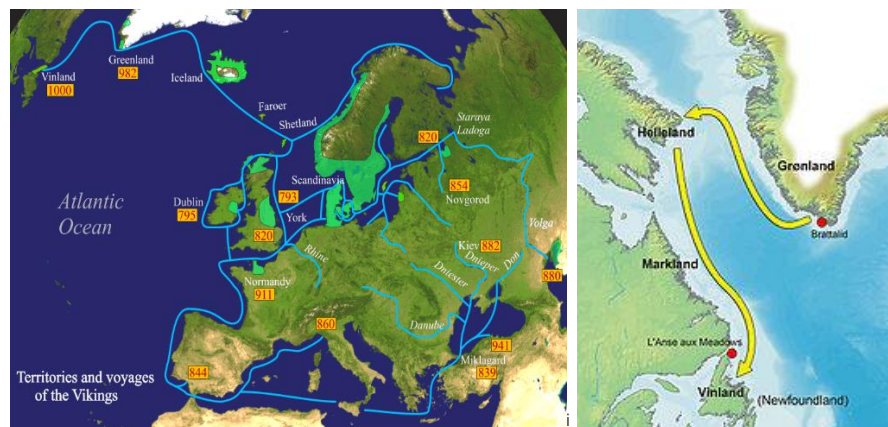 Vinland
1000
Greenland
982
Iceland
Faroer
Shetland
Staraya
Ladoga
820
Atlantic
Ocean
Dublin
795
793
York
820
Scandinavia
854
Novgorod
Volga
Kiev 882
Dnieper
Dniester
Don
880
Rhine
Normandy
911
Danube
860
941
Miklagard
839
844
Territories and voyages
of the Vikings
i
Helleland
Grønland
Brattalid
Markland
L'Anse aux Meadows
Vinland
(Newfoundland)